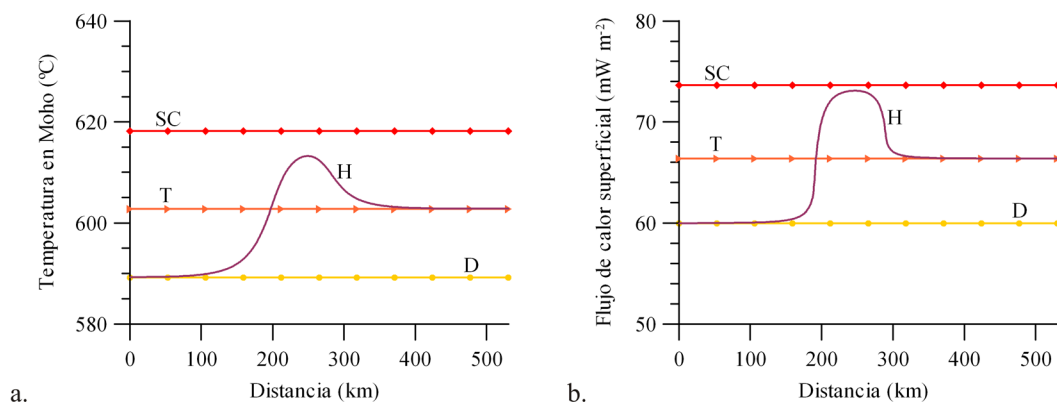 640
620
600
580
Temperatura en Moho (ºC)
SC
T
H
D
0 100 200 300 400 500
Distancia (km)
a.
80
70
60
50
Flujo de calor superficial (mW m-2)
SC
T
H
D
0 100 200 300 400 500
Distancia (km)
b.